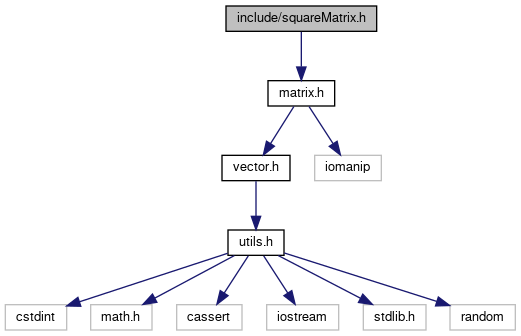 include/squareMatrix.h
matrix.h
vector.h
iomanip
utils.h
cstdint
math.h
cassert
iostream
stdlib.h
random